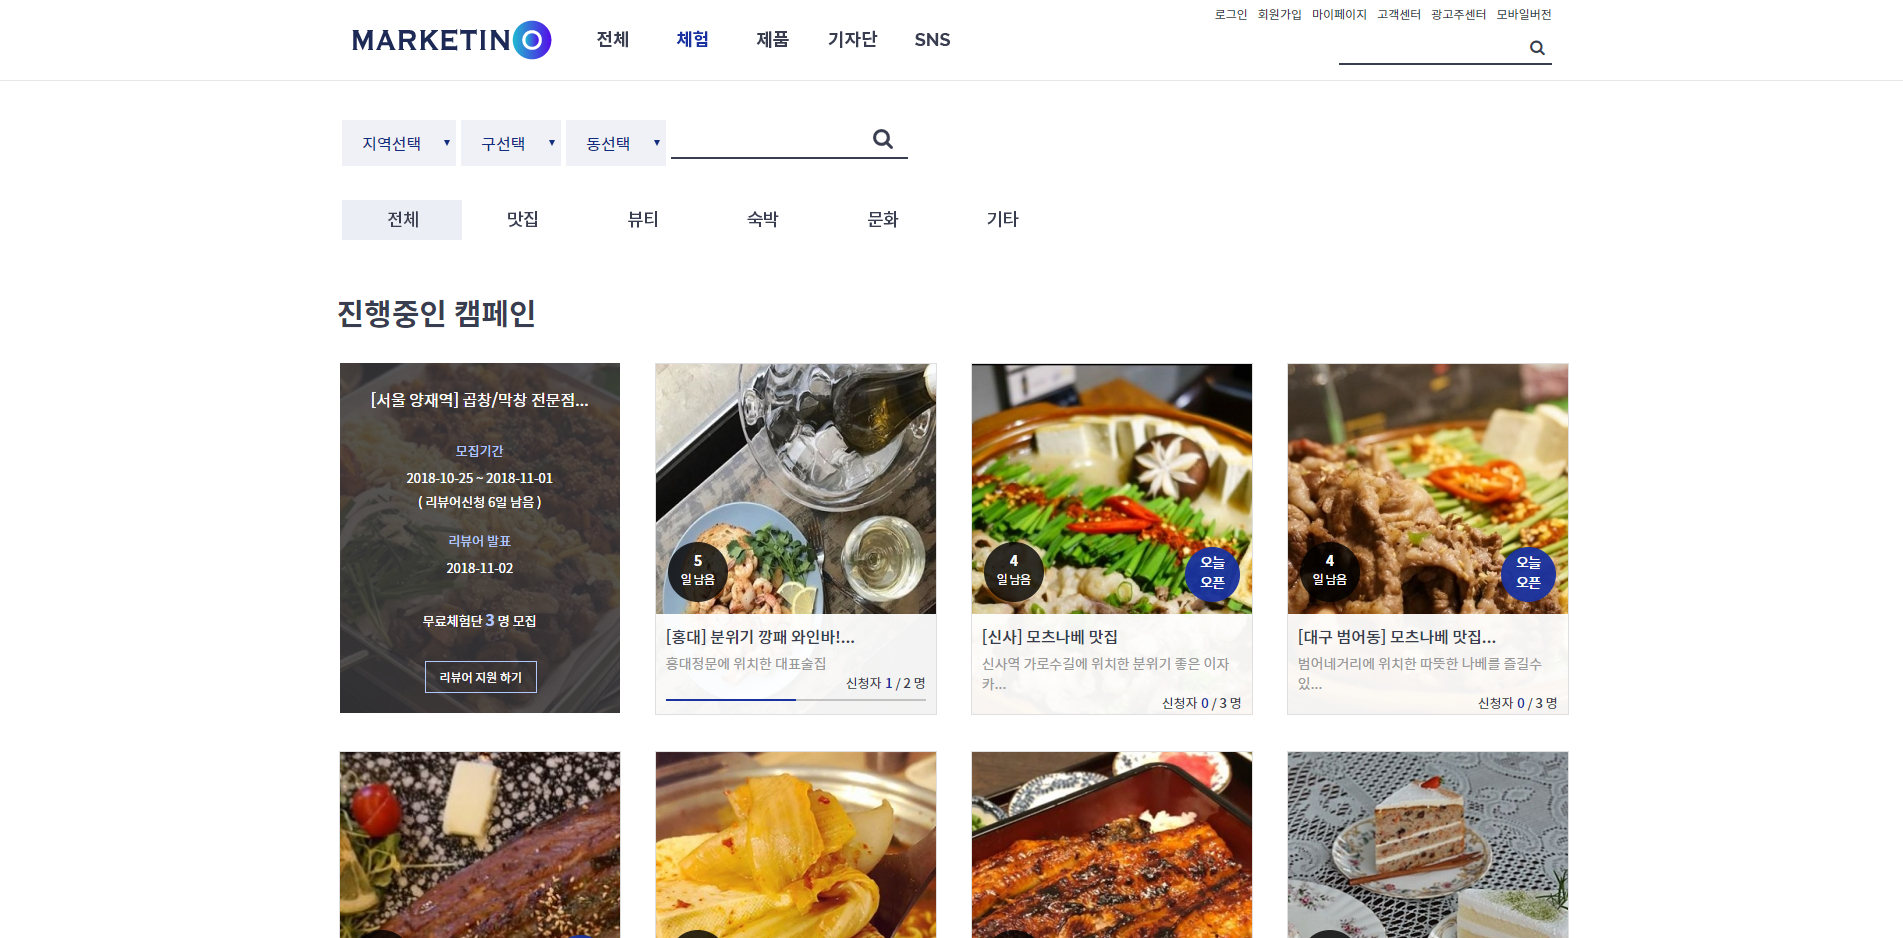 로그인 회원가입 마이페이지 고객센터 광고주센터 모바일버전
MARKETINO 전체 체험 제품 기자단 SNS
지역선택 ▾ 구선택 ▾ 동선택 ▾
전체 맛집 뷰티 숙박 문화 기타
진행중인 캠페인
[서울 양재역] 곱창/막창 전문점...
모집기간
2018-10-25 ~ 2018-11-01
( 리뷰어신청 6일 남음 )
리뷰어 발표
2018-11-02
무료체험단 3 명 모집
리뷰어 지원 하기
5
일 남음
[홍대] 분위기 깡패 와인바!...
홍대정문에 위치한 대표술집
신청자 1 / 2 명
4
일 남음
오늘
오픈
[신사] 모츠나베 맛집
신사역 가로수길에 위치한 분위기 좋은 이자
카...
신청자 0 / 3 명
4
일 남음
오늘
오픈
[대구 범어동] 모츠나베 맛집...
범어네거리에 위치한 따뜻한 나베를 즐길수
있...
신청자 0 / 3 명